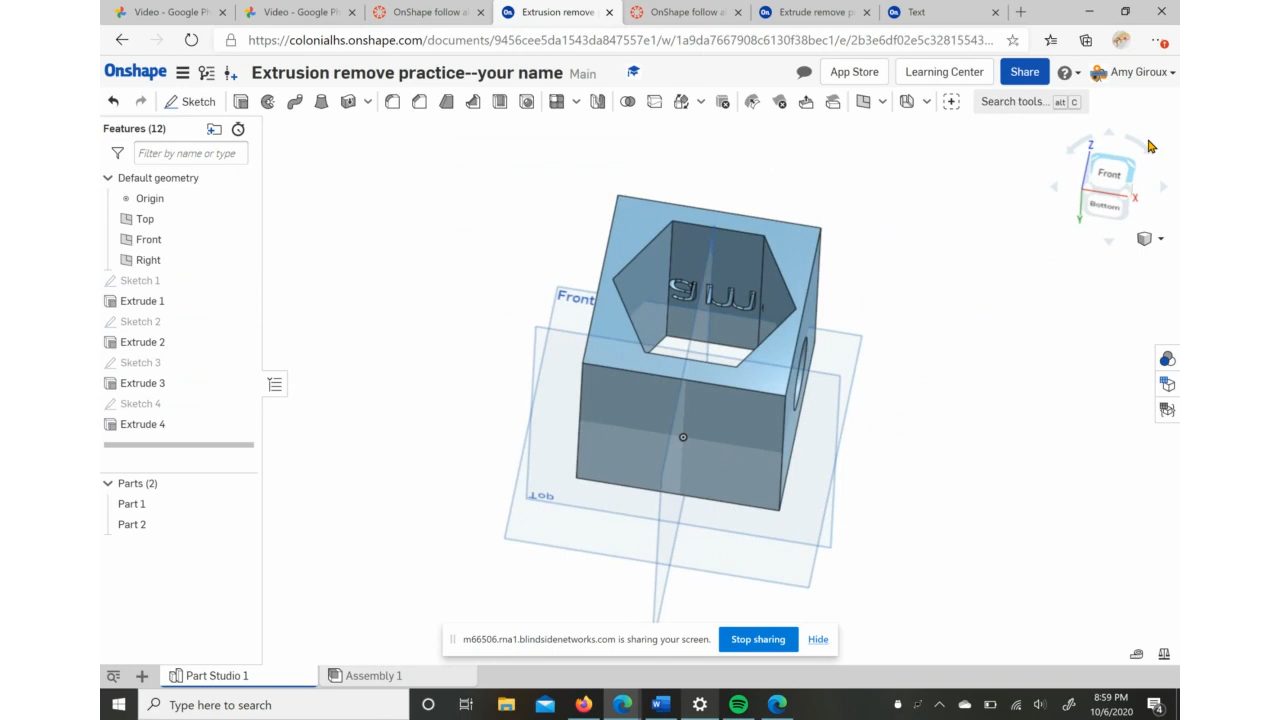 Video - Google Ph
Video - Google Ph
OnShape follow a
Extrusion remove
OnShape follow a
Extrude remove p
Text
https://colonialhs.onshape.com/documents/9456cee5da1543da847557e1/w/1a9da7667908c6130f38bec1/e/2b3e6df02e5c32815543...
Onshape
Extrusion remove practice--your name Main
App Store
Learning Center
Share
Amy Giroux
Sketch
Search tools... alt C
Features (12)
Filter by name or type
Default geometry
Origin
Top
Front
Right
Sketch 1
Extrude 1
Sketch 2
Extrude 2
Sketch 3
Extrude 3
Sketch 4
Extrude 4
Parts (2)
Part 1
Part 2
Z
Front
X
Bottom
Y
Front
Top
m66506.rna1.blindsidenetworks.com is sharing your screen.
Stop sharing
Hide
Part Studio 1
Assembly 1
Type here to search
8:59 PM
10/6/2020
4